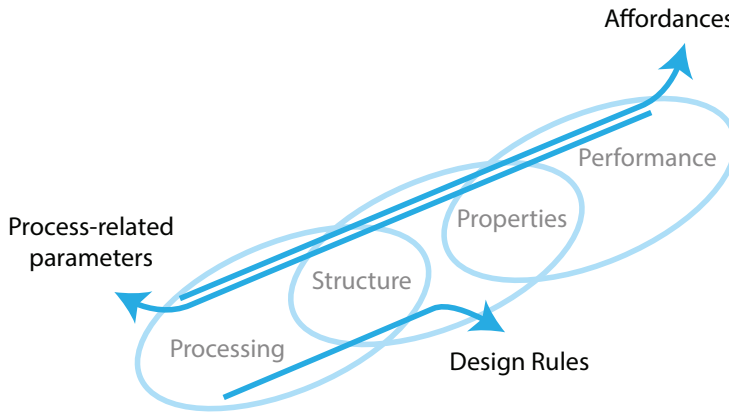 Affordances
Performance
Properties
Process-related
parameters
Structure
Processing
Design Rules